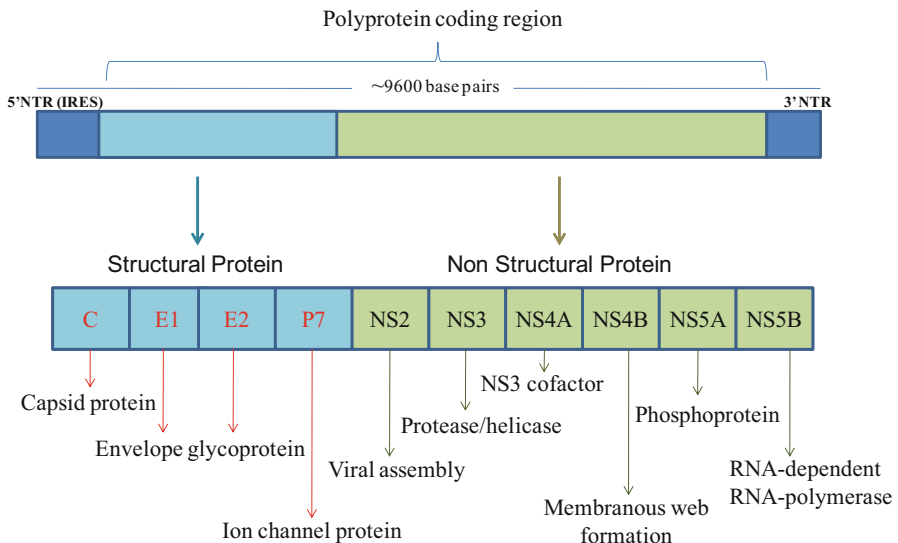 Polyprotein coding region
~9600 base pairs
5'NTR (IRES)
3' NTR
Structural Protein
Non Structural Protein
C E1 E2 P7 NS2 NS3 NS4A NS4B NS5A NS5B
Capsid protein
Envelope glycoprotein
Ion channel protein
Viral assembly
Protease/helicase
NS3 cofactor
Membranous web
formation
Phosphoprotein
RNA-dependent
RNA-polymerase